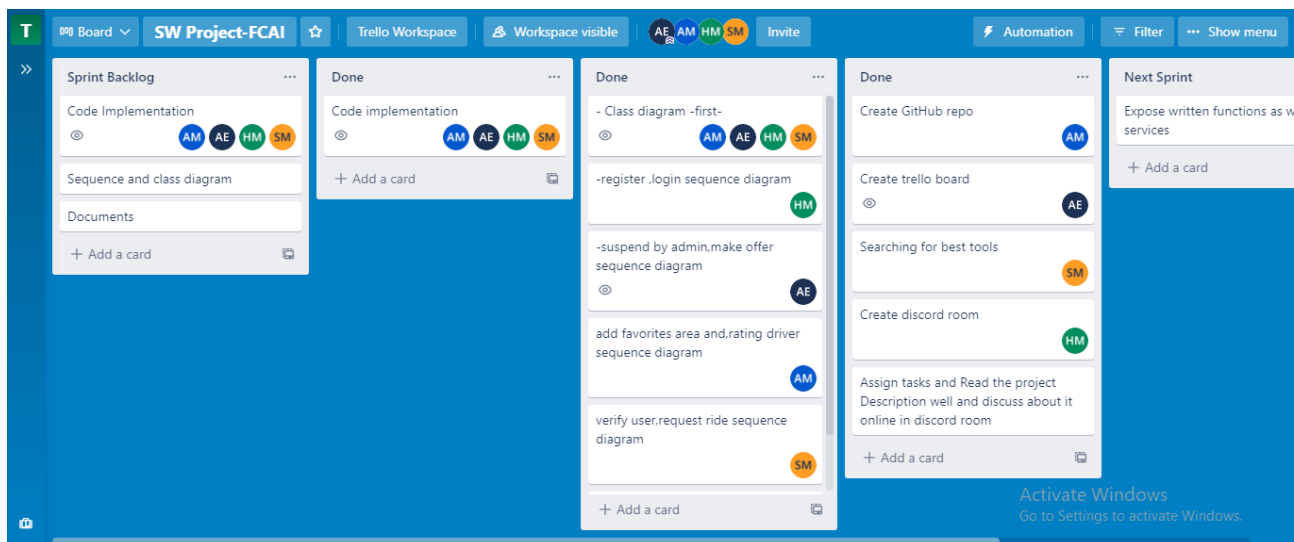 T
Board
SW Project-FCAI
Trello Workspace
Workspace visible
AE AM HM SM
Invite
Automation
Filter
Show menu
Sprint Backlog
Code Implementation
AM AE HM SM
Sequence and class diagram
Documents
+ Add a card
Done
Code implementation
AM AE HM SM
+ Add a card
Done
- Class diagram -first-
AM AE HM SM
-register ,login sequence diagram
HM
-suspend by admin,make offer
sequence diagram
AE
add favorites area and,rating driver
sequence diagram
AM
verify user,request ride sequence
diagram
SM
+ Add a card
Done
Create GitHub repo
AM
Create trello board
AE
Searching for best tools
SM
Create discord room
HM
Assign tasks and Read the project
Description well and discuss about it
online in discord room
+ Add a card
Next Sprint
Expose written functions as w
services
+ Add a card
Activate Windows
Go to Settings to activate Windows.